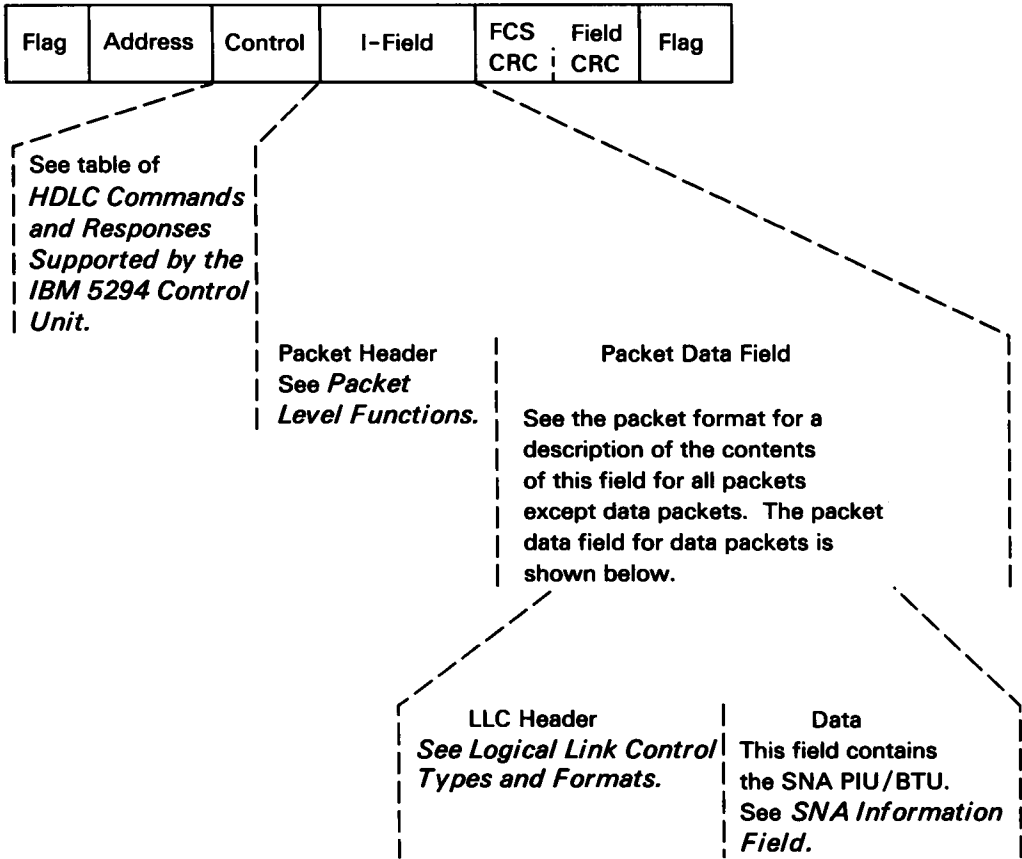 Flag Address Control I-Field FCS Field Flag
CRC CRC
See table of
HDLC Commands
and Responses
Supported by the
IBM 5294 Control
Unit.
Packet Header
See Packet
Level Functions.
Packet Data Field
See the packet format for a
description of the contents
of this field for all packets
except data packets. The packet
data field for data packets is
shown below.
LLC Header
See Logical Link Control
Types and Formats.
Data
This field contains
the SNA PIU/BTU.
See SNA Information
Field.